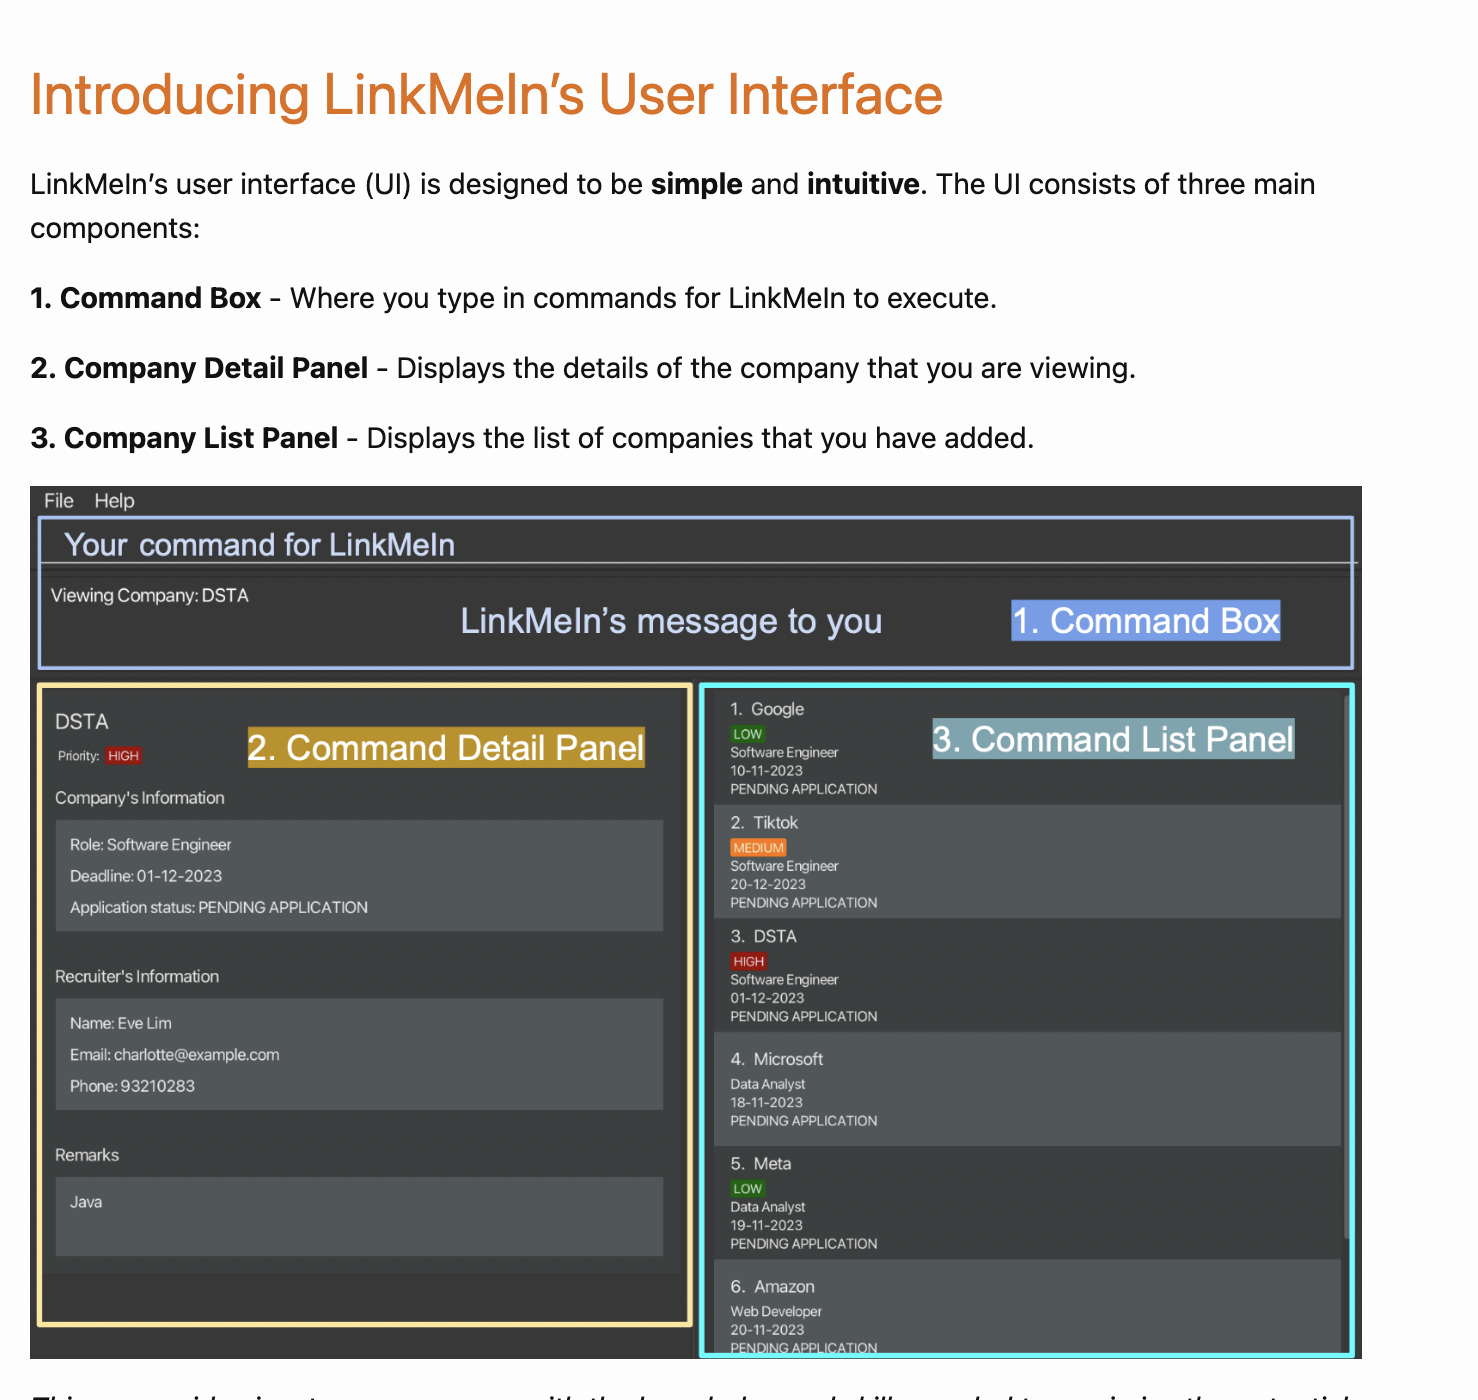 Introducing LinkMeIn’s User Interface
LinkMeIn’s user interface (UI) is designed to be simple and intuitive. The UI consists of three main
components:
1. Command Box - Where you type in commands for LinkMeIn to execute.
2. Company Detail Panel - Displays the details of the company that you are viewing.
3. Company List Panel - Displays the list of companies that you have added.
File Help
Your command for LinkMeIn
Viewing Company: DSTA
LinkMeIn’s message to you
1. Command Box
DSTA
Priority: HIGH
2. Command Detail Panel
Company's Information
Role: Software Engineer
Deadline: 01-12-2023
Application status: PENDING APPLICATION
Recruiter's Information
Name: Eve Lim
Email: charlotte@example.com
Phone: 93210283
Remarks
Java
3. Command List Panel
1. Google
LOW
Software Engineer
10-11-2023
PENDING APPLICATION
2. Tiktok
MEDIUM
Software Engineer
20-12-2023
PENDING APPLICATION
3. DSTA
HIGH
Software Engineer
01-12-2023
PENDING APPLICATION
4. Microsoft
Data Analyst
18-11-2023
PENDING APPLICATION
5. Meta
LOW
Data Analyst
19-11-2023
PENDING APPLICATION
6. Amazon
Web Developer
20-11-2023
PENDING APPLICATION